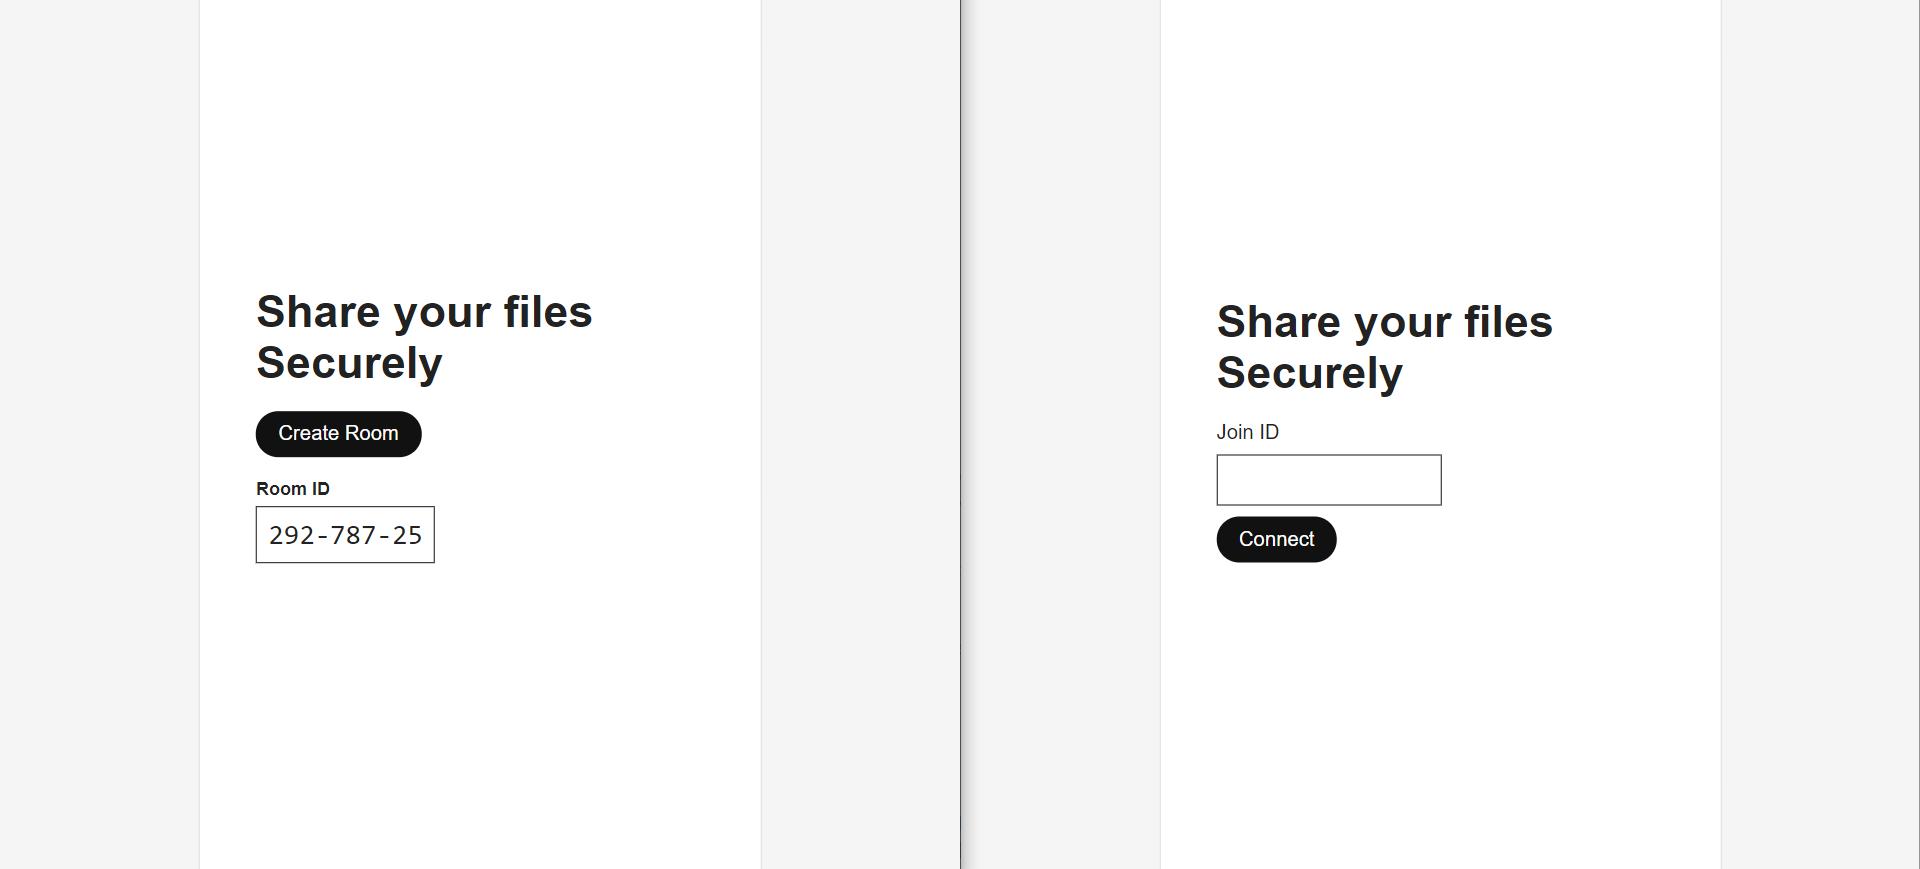 Share your files
Securely
Create Room
Room ID
292-787-25
Share your files
Securely
Join ID
Connect